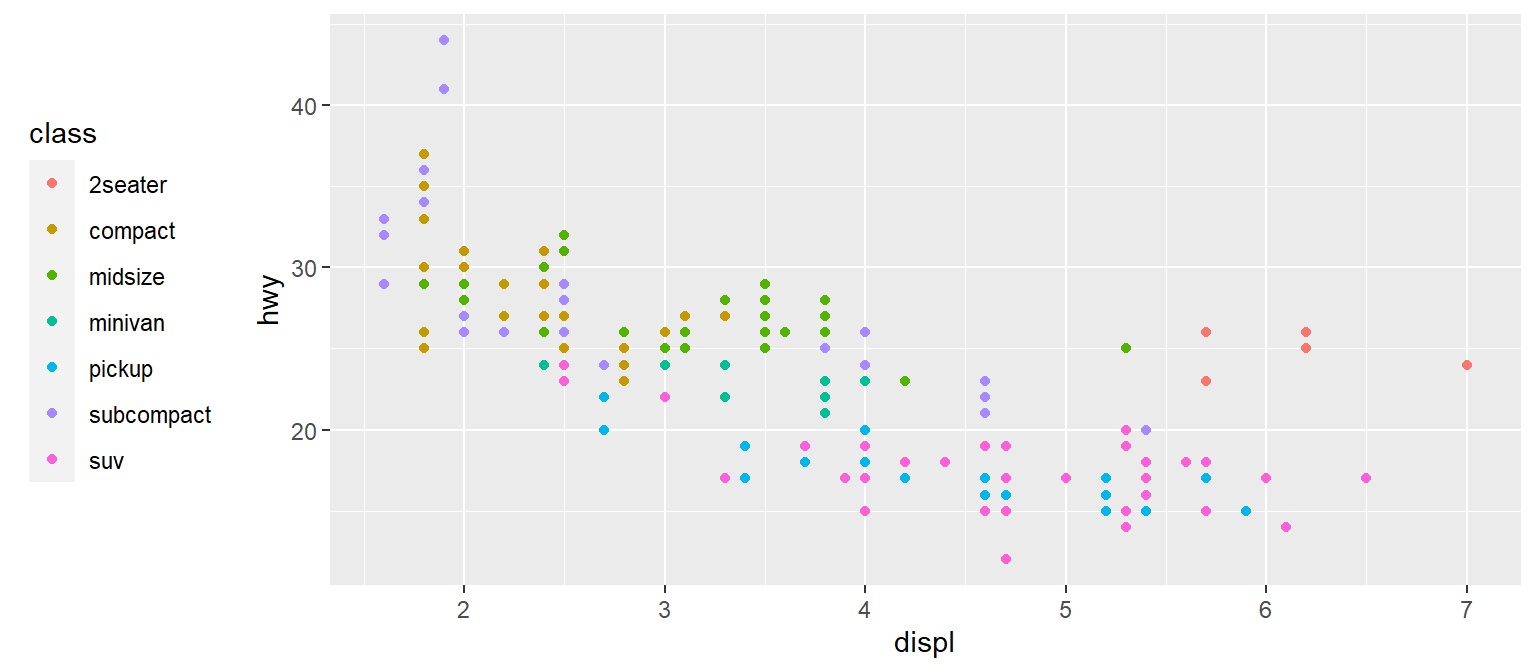 class
2seater
compact
midsize
minivan
pickup
subcompact
suv
hwy
40
30
20
2 3 4 5 6 7
displ